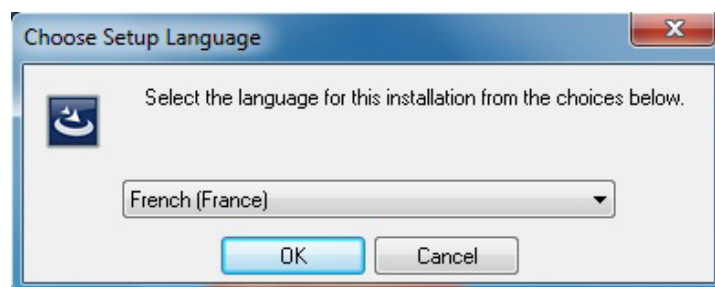 Choose Setup Language
Select the language for this installation from the choices below.
French (France)
OK Cancel